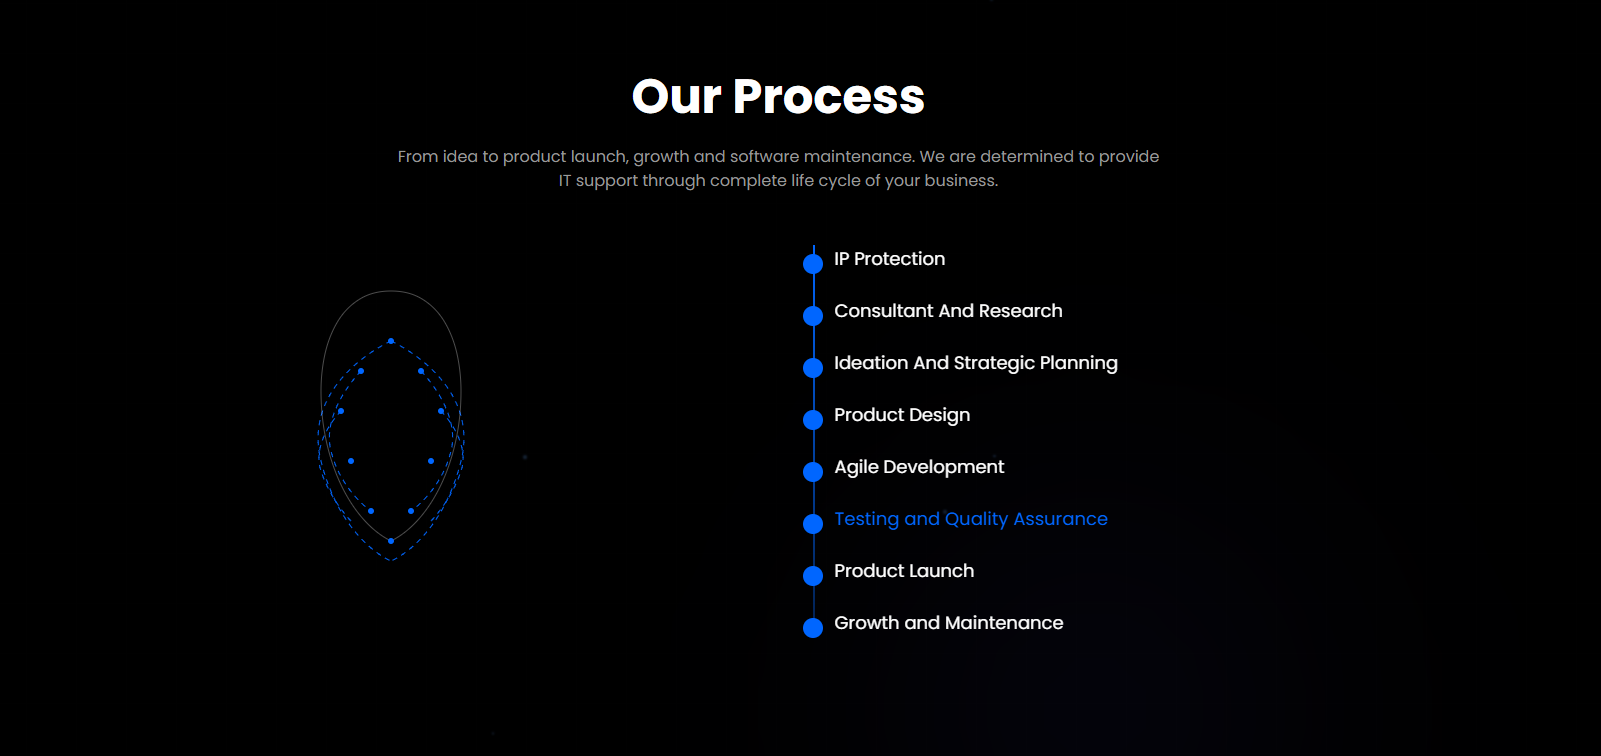 Our Process
From idea to product launch, growth and software maintenance. We are determined to provide
IT support through complete life cycle of your business.
IP Protection
Consultant And Research
Ideation And Strategic Planning
Product Design
Agile Development
Testing and Quality Assurance
Product Launch
Growth and Maintenance